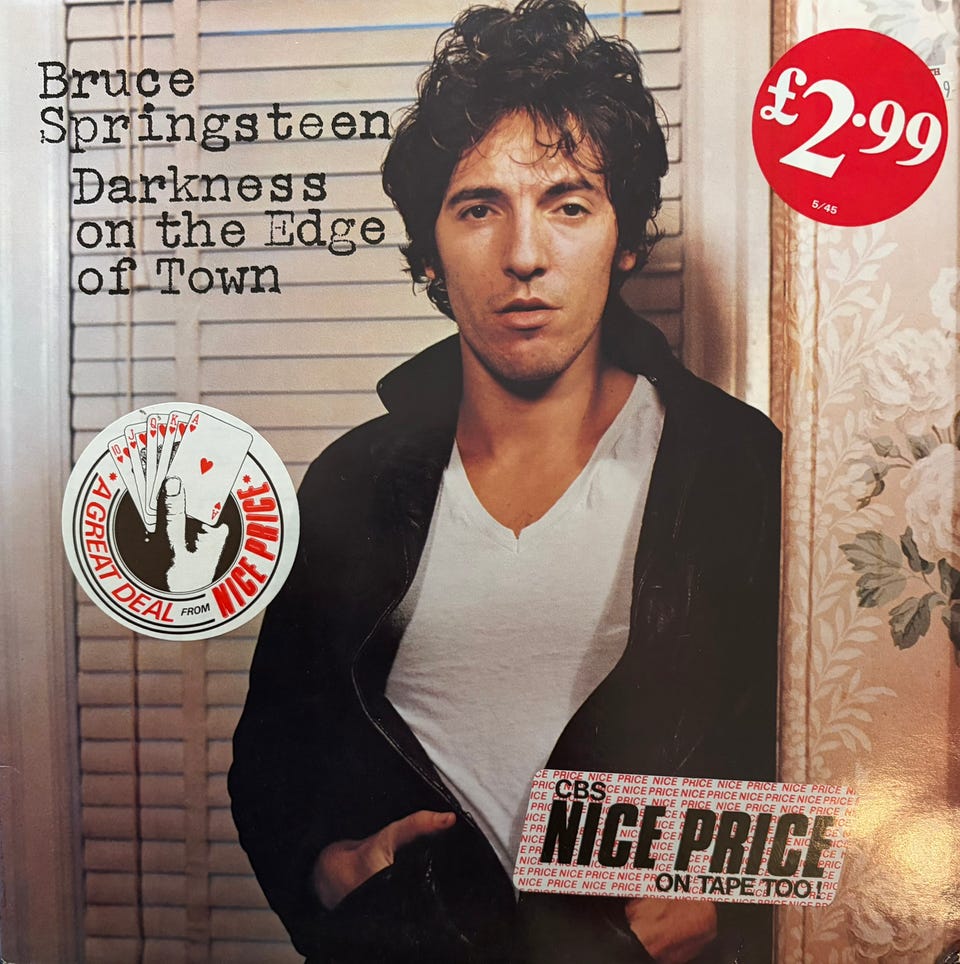 Bruce
Springsteen
Darkness
on the Edge
of Town
£2.99
5/45
10 J Q K A
A
A GREAT DEAL FROM NICE PRICE
CBS
NICE PRICE
ON TAPE TOO!